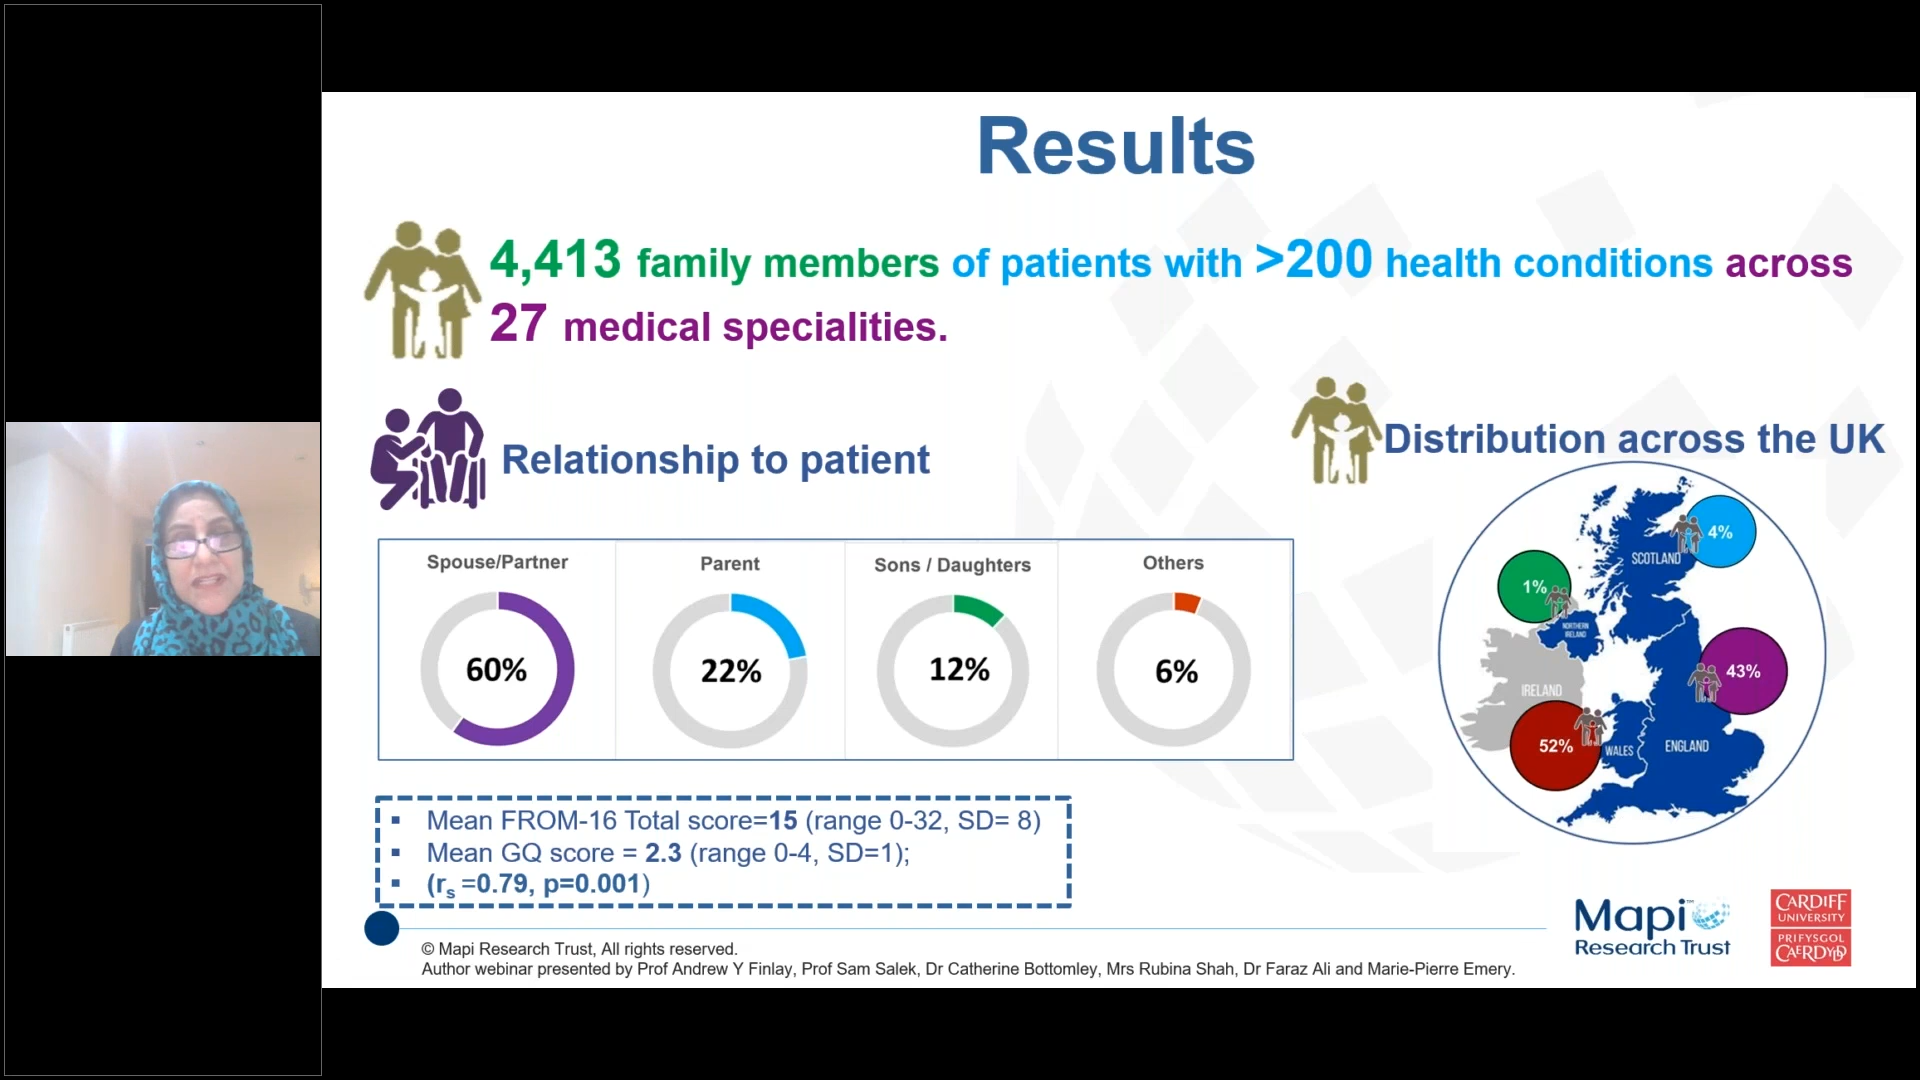 Results
4,413 family members of patients with >200 health conditions across
27 medical specialities.
Relationship to patient
Spouse/Partner
60%
Parent
22%
Sons / Daughters
12%
Others
6%
Distribution across the UK
4%
SCOTLAND
1%
NORTHERN
IRELAND
43%
IRELAND
52%
WALES
ENGLAND
▪ Mean FROM-16 Total score=15 (range 0-32, SD= 8)
▪ Mean GQ score = 2.3 (range 0-4, SD=1);
▪ (rs =0.79, p=0.001)
© Mapi Research Trust, All rights reserved.
Author webinar presented by Prof Andrew Y Finlay, Prof Sam Salek, Dr Catherine Bottomley, Mrs Rubina Shah, Dr Faraz Ali and Marie-Pierre Emery.
Mapi™
Research Trust
CARDIFF
UNIVERSITY
PRIFYSGOL
CAERDYDD